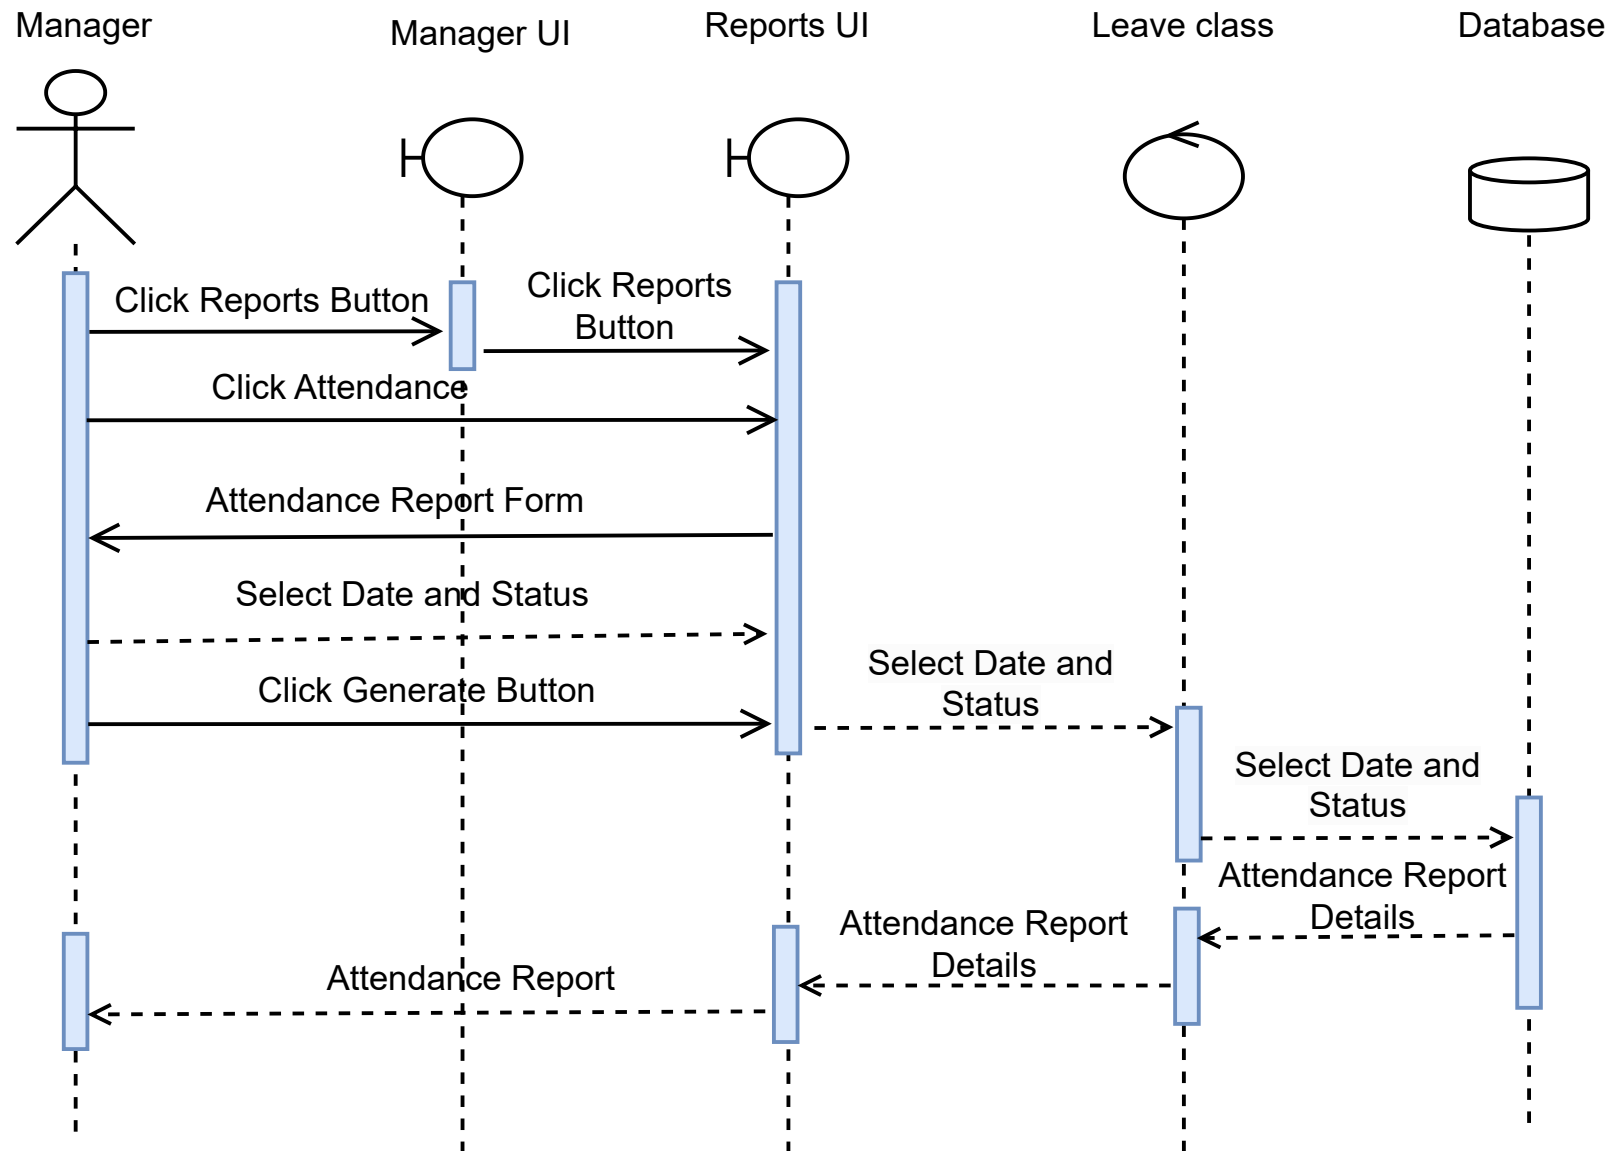 Manager
Manager UI
Reports UI
Leave class
Database
Click Reports Button
Click Reports
Button
Click Attendance
Attendance Report Form
Select Date and Status
Click Generate Button
Select Date and
Status
Select Date and
Status
Attendance Report
Details
Attendance Report
Details
Attendance Report